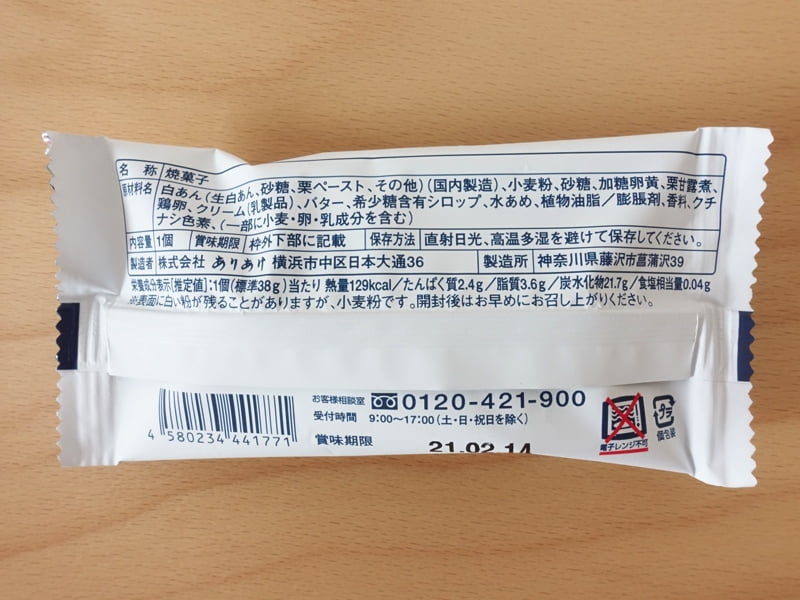 名 称 焼菓子
原材料名 白あん（生白あん、砂糖、栗ペースト、その他）（国内製造）、小麦粉、砂糖、加糖卵黄、栗甘露煮、
鶏卵、クリーム（乳製品）、バター、希少糖含有シロップ、水あめ、植物油脂／膨脹剤、香料、クチ
ナシ色素、（一部に小麦・卵・乳成分を含む）
内容量 1個 賞味期限 枠外下部に記載 保存方法 直射日光、高温多湿を避けて保存してください。
製造者 株式会社 ありあけ 横浜市中区日本大通36 製造所 神奈川県藤沢市菖蒲沢39
栄養成分表示［推定値］：1個（標準38g）当たり 熱量129kcal／たんぱく質2.4g／脂質3.6g／炭水化物21.7g／食塩相当量0.04g
※表面に白い粉が残ることがありますが、小麦粉です。開封後はお早めにお召し上がりください。
お客様相談室 0120-421-900
受付時間 9:00〜17:00（土・日・祝日を除く）
賞味期限 21.02.14
4 580234 441771
電子レンジ不可
プラ
個包装